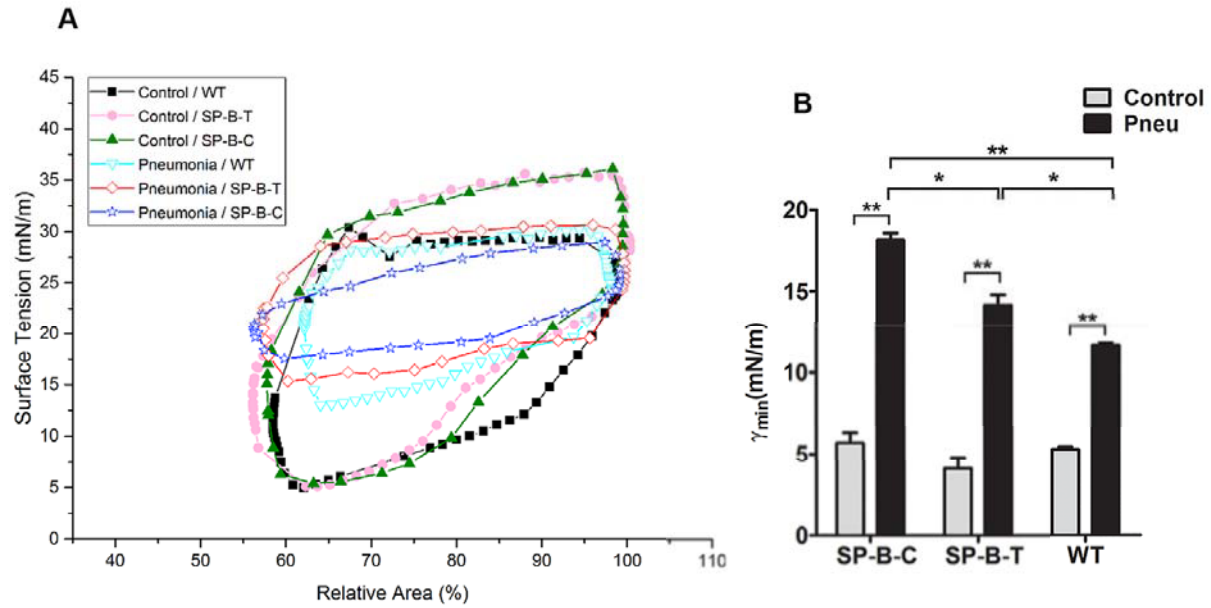 A
Surface Tension (mN/m)
45
40
35
30
25
20
15
10
5
0
Control / WT
Control / SP-B-T
Control / SP-B-C
Pneumonia / WT
Pneumonia / SP-B-T
Pneumonia / SP-B-C
40 50 60 70 80 90 100 110
Relative Area (%)
B
Control
Pneu
**
* *
** ** **
γmin(mN/m)
20
15
10
5
0
SP-B-C SP-B-T WT